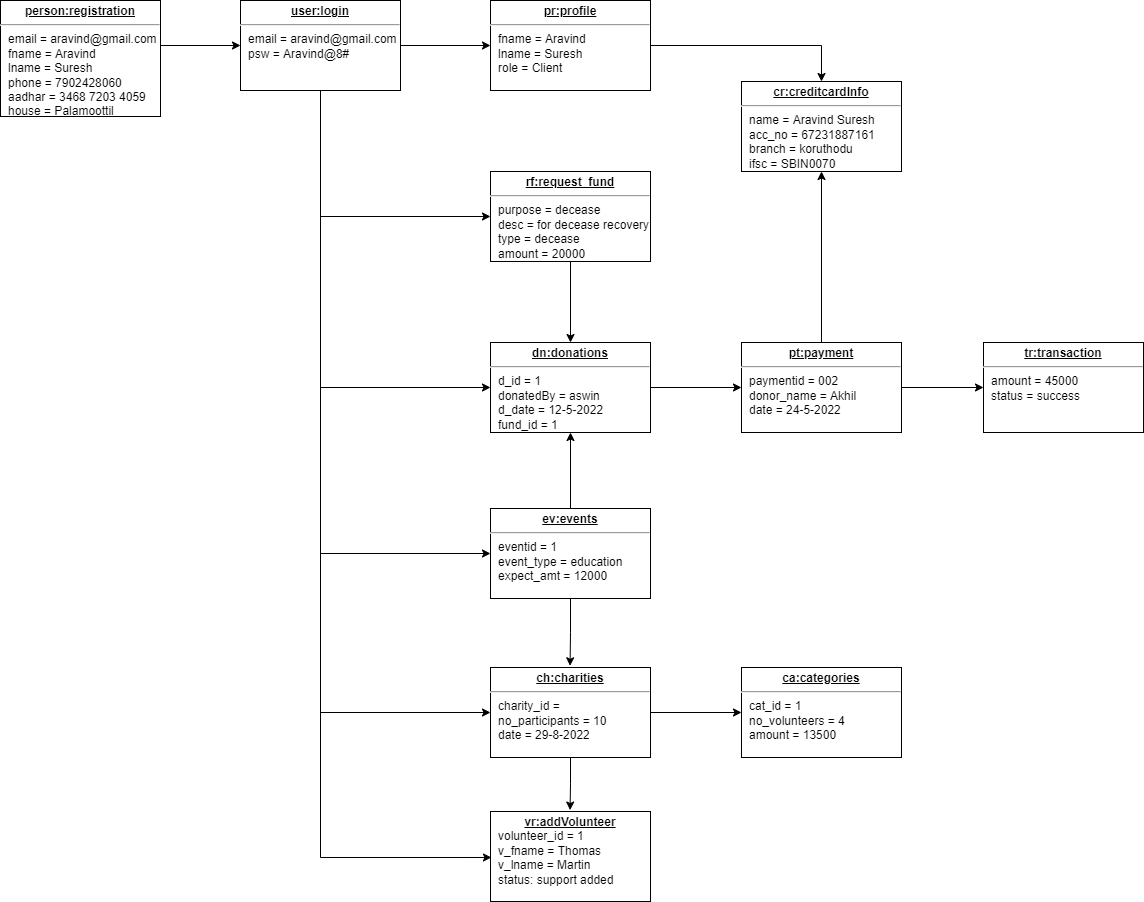 person:registration
email = aravind@gmail.com
fname = Aravind
lname = Suresh
phone = 7902428060
aadhar = 3468 7203 4059
house = Palamoottil
user:login
email = aravind@gmail.com
psw = Aravind@8#
pr:profile
fname = Aravind
lname = Suresh
role = Client
cr:creditcardInfo
name = Aravind Suresh
acc_no = 67231887161
branch = koruthodu
ifsc = SBIN0070
rf:request_fund
purpose = decease
desc = for decease recovery
type = decease
amount = 20000
dn:donations
d_id = 1
donatedBy = aswin
d_date = 12-5-2022
fund_id = 1
pt:payment
paymentid = 002
donor_name = Akhil
date = 24-5-2022
tr:transaction
amount = 45000
status = success
ev:events
eventid = 1
event_type = education
expect_amt = 12000
ch:charities
charity_id =
no_participants = 10
date = 29-8-2022
ca:categories
cat_id = 1
no_volunteers = 4
amount = 13500
vr:addVolunteer
volunteer_id = 1
v_fname = Thomas
v_lname = Martin
status: support added